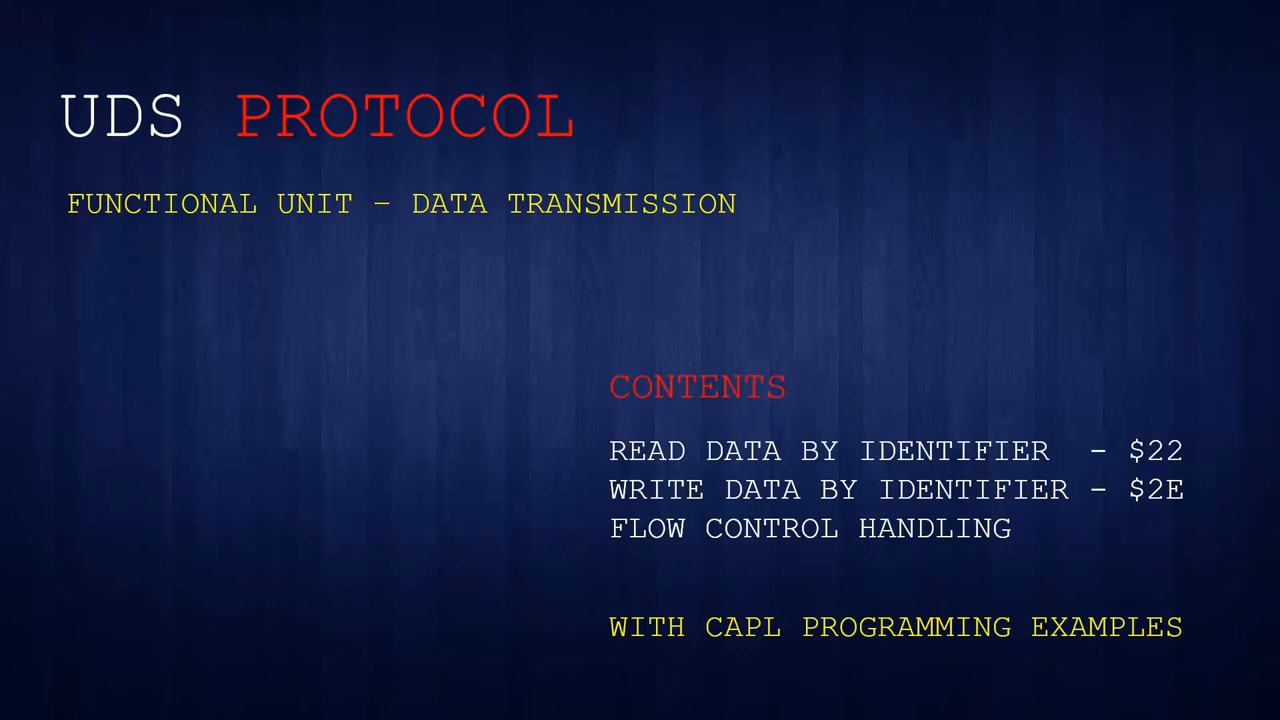 UDS PROTOCOL
FUNCTIONAL UNIT – DATA TRANSMISSION
CONTENTS
READ DATA BY IDENTIFIER - $22
WRITE DATA BY IDENTIFIER - $2E
FLOW CONTROL HANDLING
WITH CAPL PROGRAMMING EXAMPLES